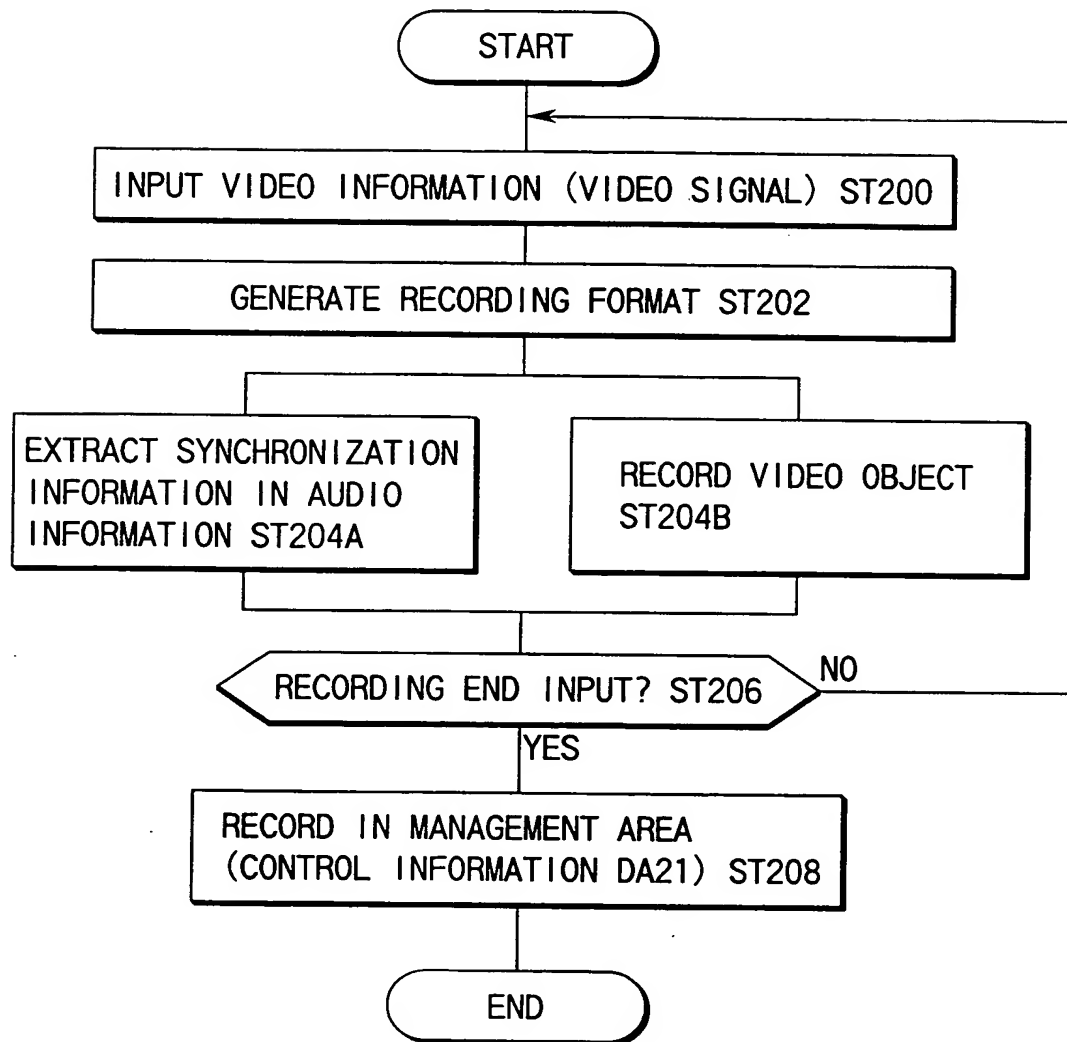 START
INPUT VIDEO INFORMATION (VIDEO SIGNAL) ST200
GENERATE RECORDING FORMAT ST202
EXTRACT SYNCHRONIZATION
INFORMATION IN AUDIO
INFORMATION ST204A
RECORD VIDEO OBJECT
ST204B
RECORDING END INPUT? ST206
NO
YES
RECORD IN MANAGEMENT AREA
(CONTROL INFORMATION DA21) ST208
END